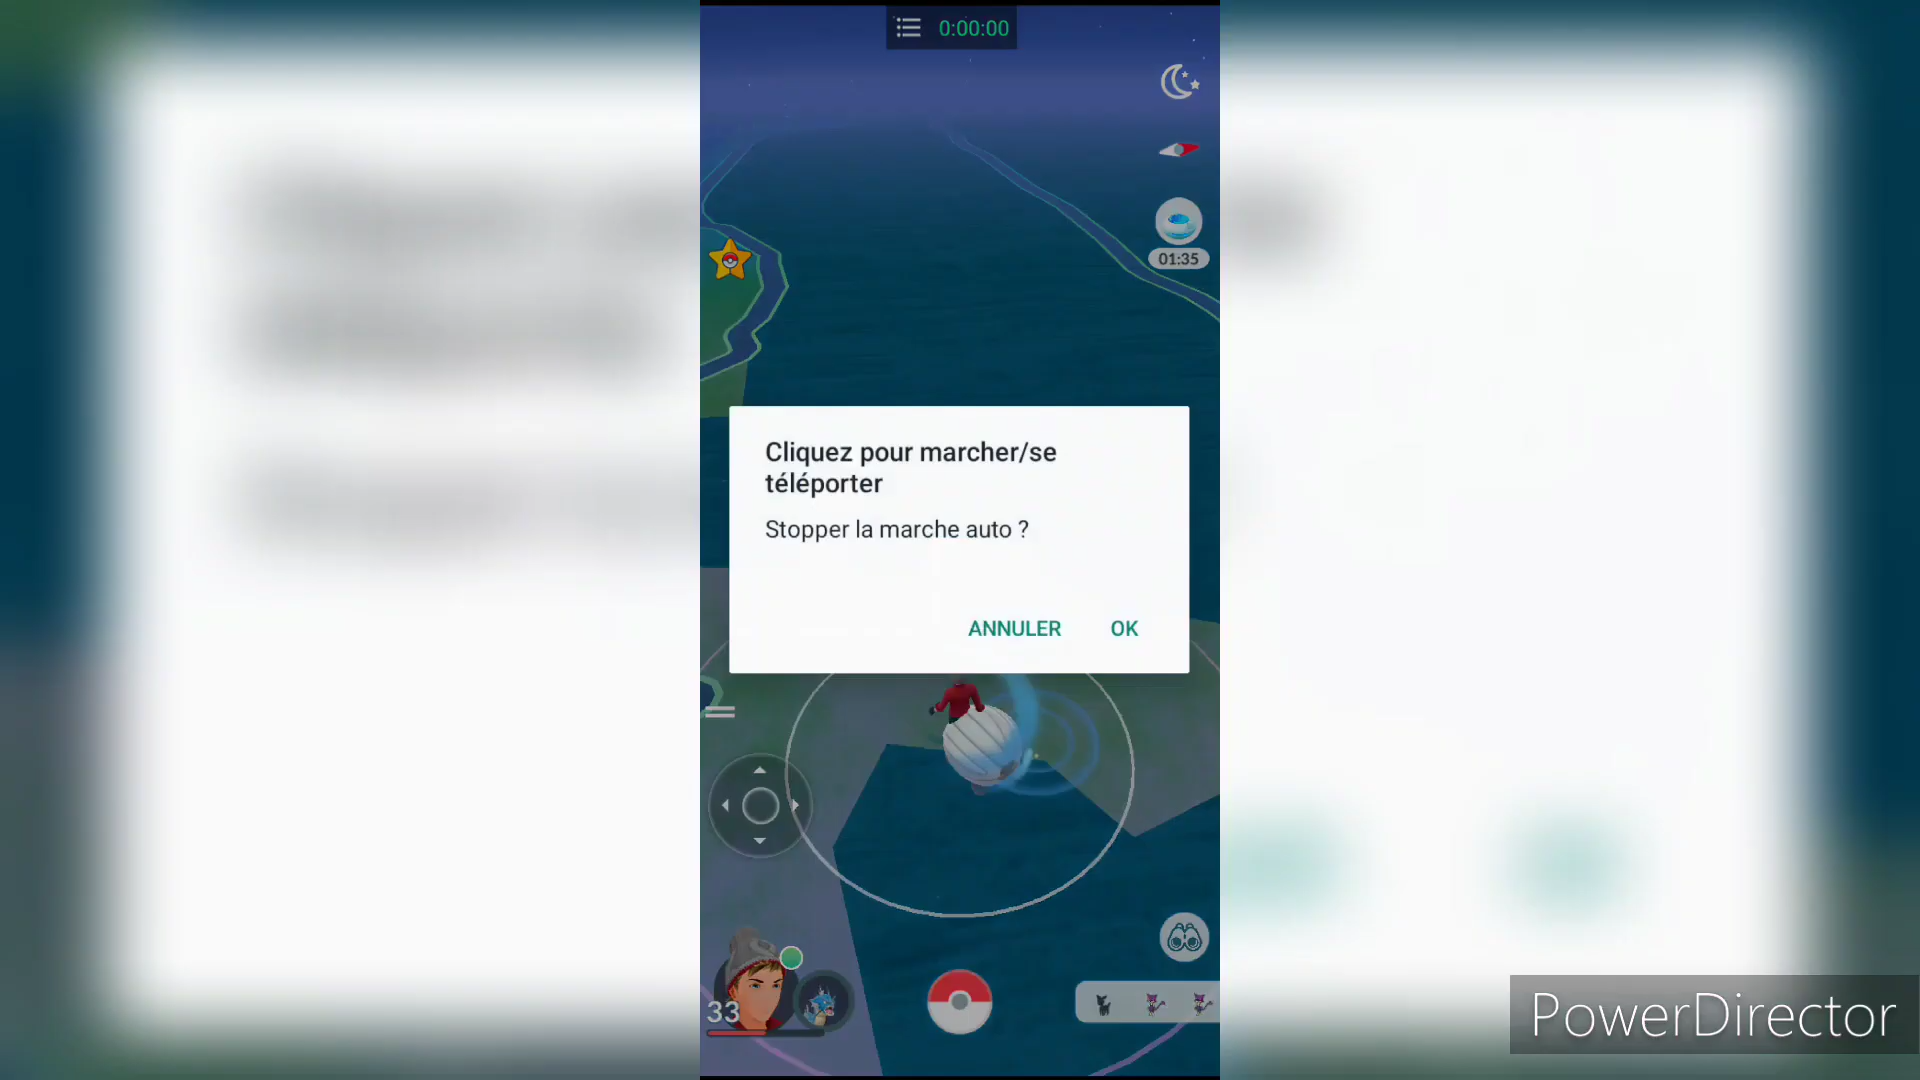 0:00:00
01:35
Cliquez pour marcher/se
téléporter
Stopper la marche auto ?
ANNULER OK
33
PowerDirector